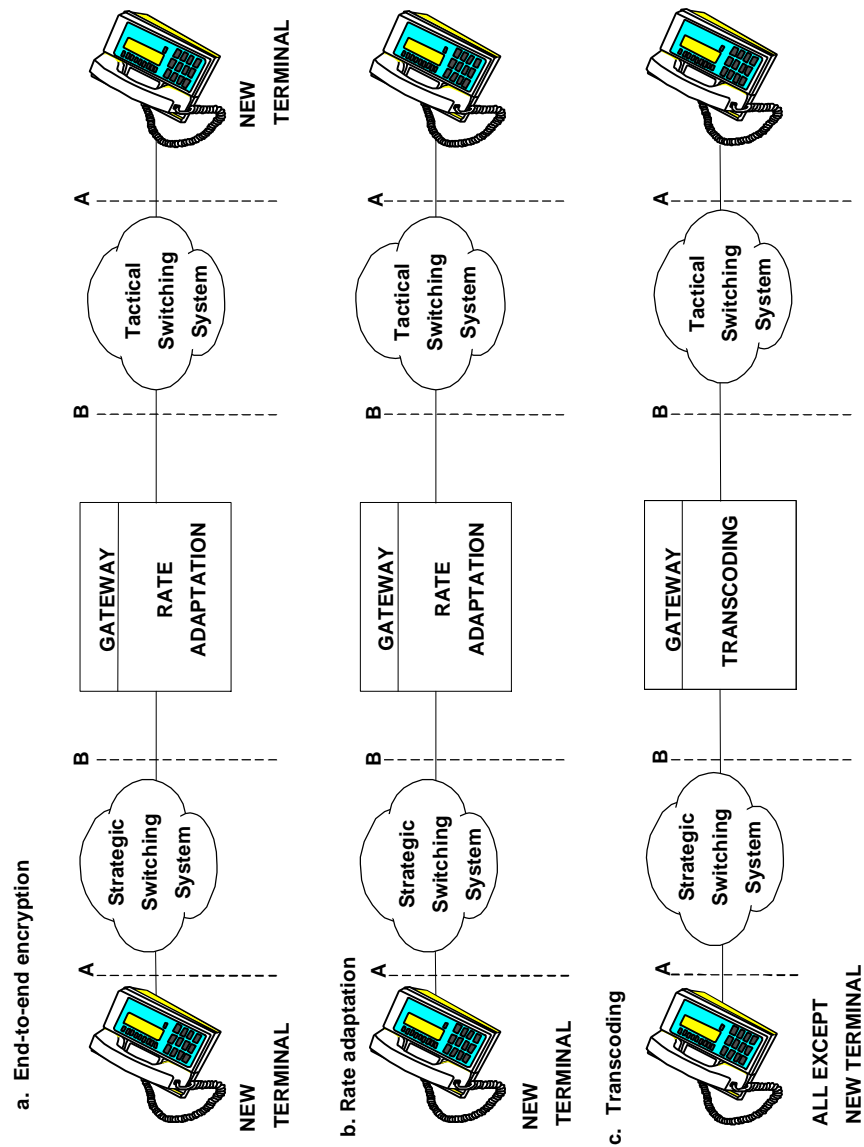 a. End-to-end encryption
A
B
B
A
Strategic
Switching
System
GATEWAY
RATE
ADAPTATION
Tactical
Switching
System
NEW
TERMINAL
NEW
TERMINAL
b. Rate adaptation
A
B
B
A
Strategic
Switching
System
GATEWAY
RATE
ADAPTATION
Tactical
Switching
System
NEW
TERMINAL
c. Transcoding
A
B
B
A
Strategic
Switching
System
GATEWAY
TRANSCODING
Tactical
Switching
System
ALL EXCEPT
NEW TERMINAL